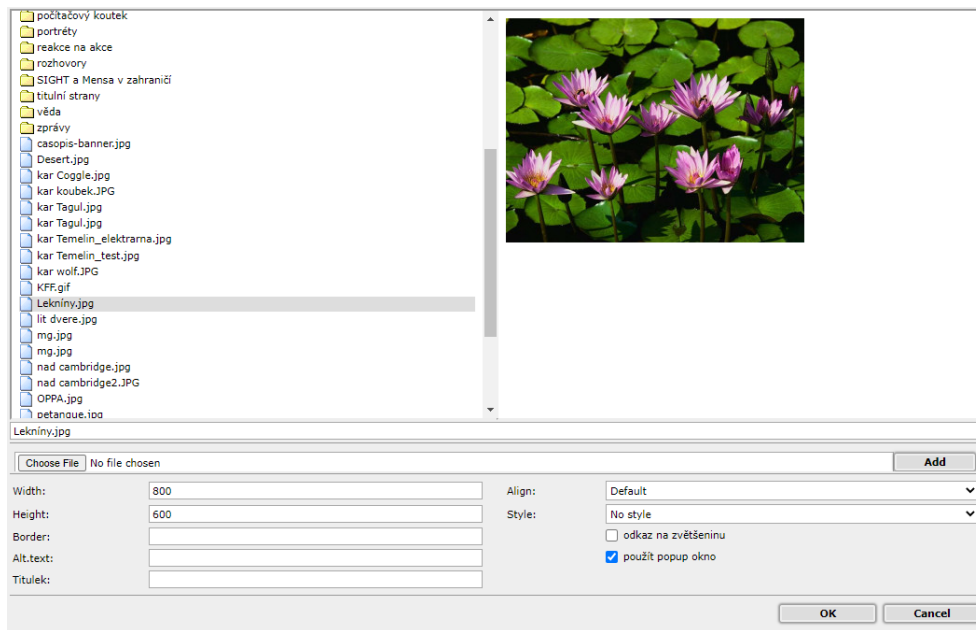 počítačový koutek
portréty
reakce na akce
rozhovory
SIGHT a Mensa v zahraničí
titulní strany
věda
zprávy
casopis-banner.jpg
Desert.jpg
kar Coggle.jpg
kar koubek.JPG
kar Tagul.jpg
kar Tagul.jpg
kar Temelin_elektrarna.jpg
kar Temelin_test.jpg
kar wolf.JPG
KFF.gif
Lekníny.jpg
lit dvere.jpg
mg.jpg
mg.jpg
nad cambridge.jpg
nad cambridge2.JPG
OPPA.jpg
petanque.jpg
Lekníny.jpg
Choose File No file chosen Add
Width: 800 Align: Default
Height: 600 Style: No style
Border: odkaz na zvětšeninu
Alt.text: použít popup okno
Titulek:
OK Cancel